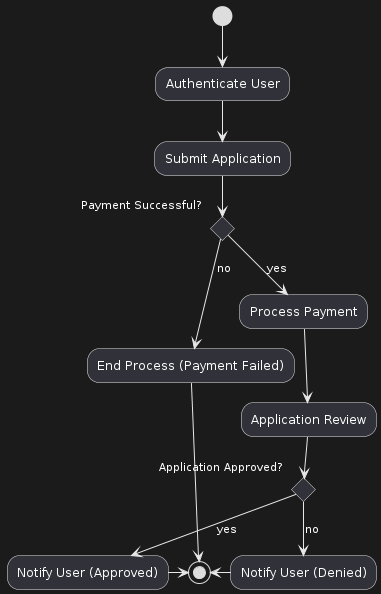 Authenticate User
Submit Application
Payment Successful?
no
yes
Process Payment
End Process (Payment Failed)
Application Review
Application Approved?
yes
no
Notify User (Approved)
Notify User (Denied)